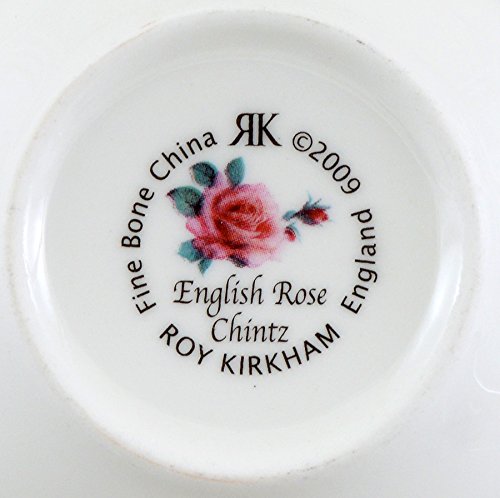 RK
Fine Bone China ©2009
English Rose
Chintz
ROY KIRKHAM England